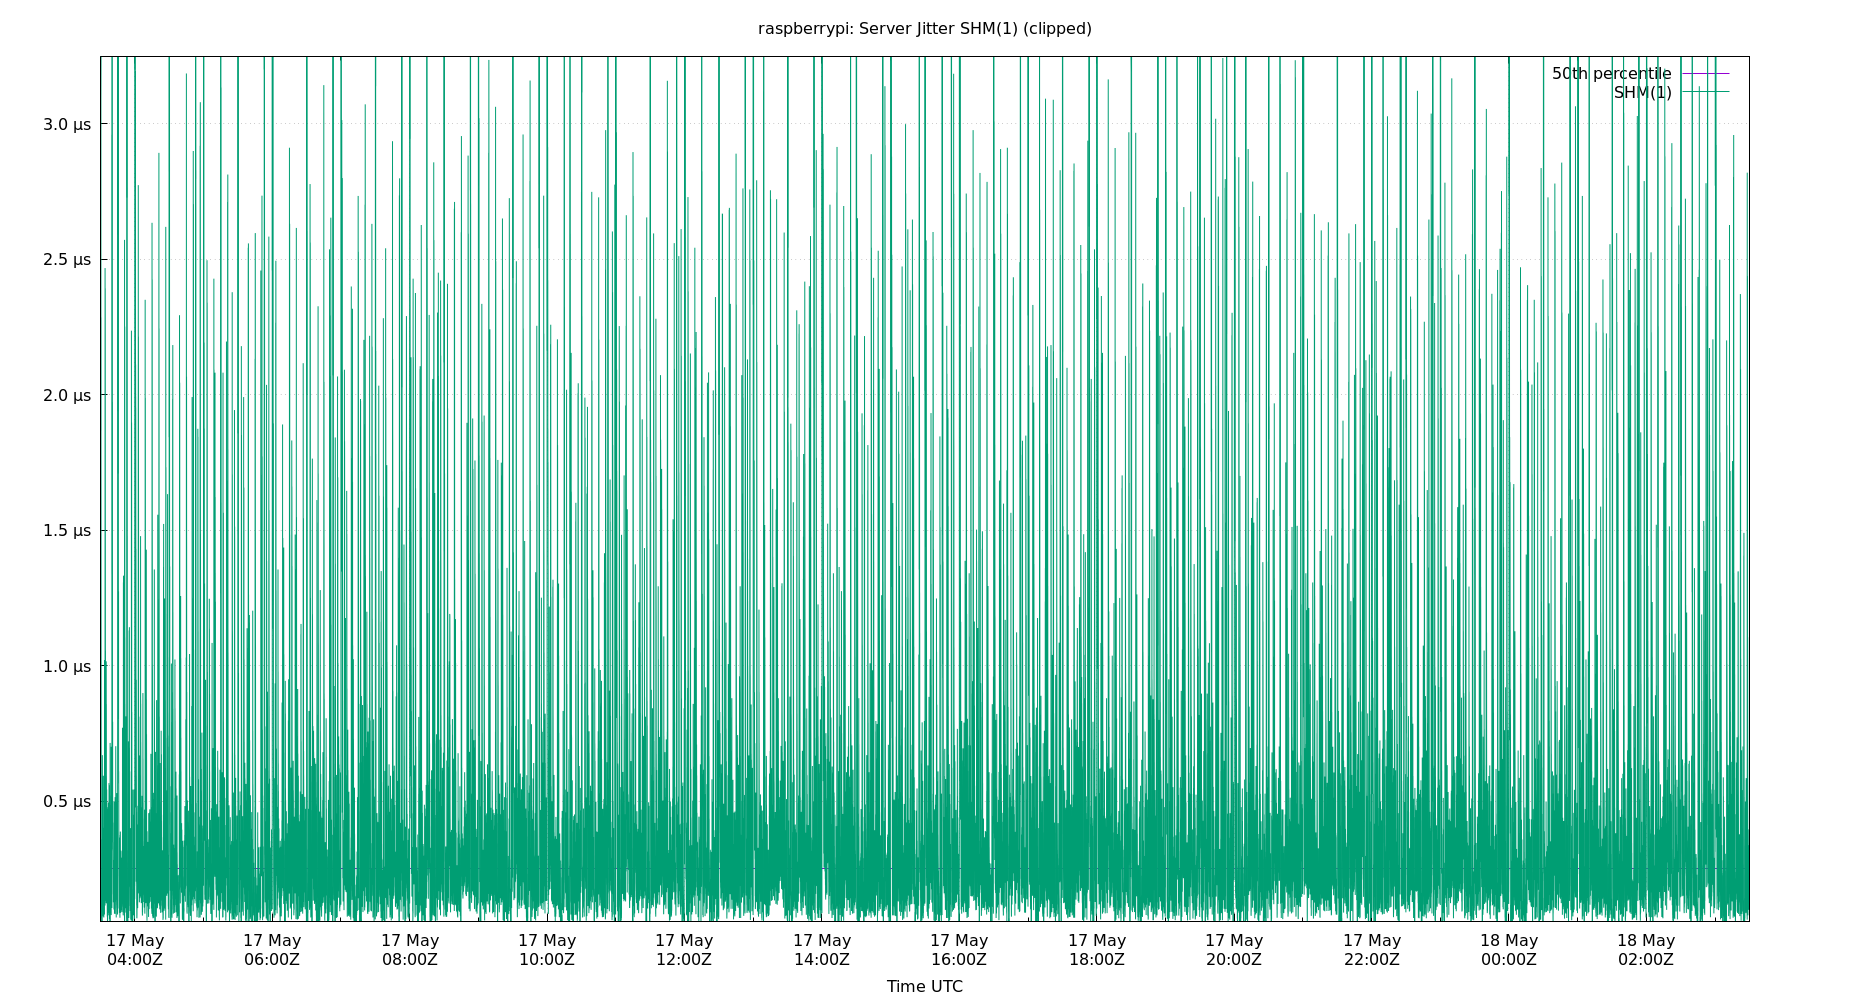 raspberrypi: Server Jitter SHM(1) (clipped)
50th percentile
SHM(1)
3.0 µs
2.5 µs
2.0 µs
1.5 µs
1.0 µs
0.5 µs
17 May 17 May 17 May 17 May 17 May 17 May 17 May 17 May 17 May 17 May 18 May 18 May
04:00Z 06:00Z 08:00Z 10:00Z 12:00Z 14:00Z 16:00Z 18:00Z 20:00Z 22:00Z 00:00Z 02:00Z
Time UTC